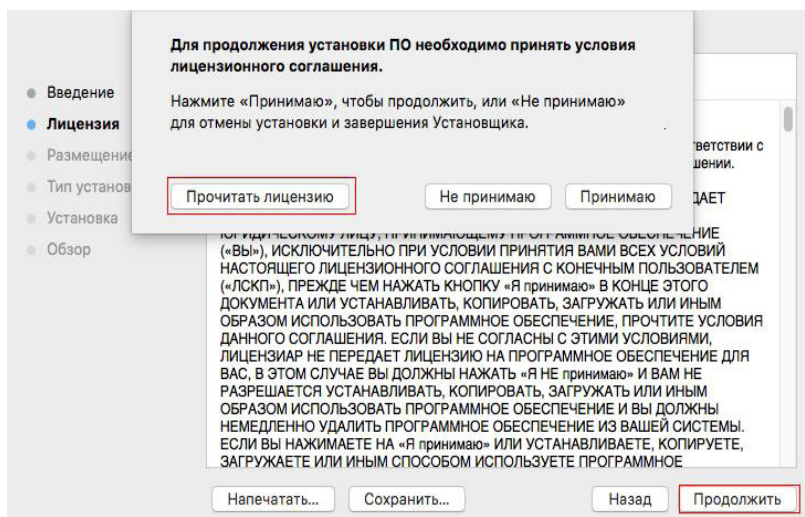 Для продолжения установки ПО необходимо принять условия
лицензионного соглашения.
Нажмите «Принимаю», чтобы продолжить, или «Не принимаю»
для отмены установки и завершения Установщика.
Прочитать лицензию
Не принимаю
Принимаю
Введение
Лицензия
Размещение
Тип установ
Установка
Обзор
тветствии с
шении.
ДАЕТ
ЮРИДИЧЕСКОМУ ЛИЦУ, ПРИНИМАЮЩЕМУ ПРОГРАММНОЕ ОБЕСПЕЧЕНИЕ
(«ВЫ»), ИСКЛЮЧИТЕЛЬНО ПРИ УСЛОВИИ ПРИНЯТИЯ ВАМИ ВСЕХ УСЛОВИЙ
НАСТОЯЩЕГО ЛИЦЕНЗИОННОГО СОГЛАШЕНИЯ С КОНЕЧНЫМ ПОЛЬЗОВАТЕЛЕМ
(«ЛСКП»), ПРЕЖДЕ ЧЕМ НАЖАТЬ КНОПКУ «Я принимаю» В КОНЦЕ ЭТОГО
ДОКУМЕНТА ИЛИ УСТАНАВЛИВАТЬ, КОПИРОВАТЬ, ЗАГРУЖАТЬ ИЛИ ИНЫМ
ОБРАЗОМ ИСПОЛЬЗОВАТЬ ПРОГРАММНОЕ ОБЕСПЕЧЕНИЕ, ПРОЧТИТЕ УСЛОВИЯ
ДАННОГО СОГЛАШЕНИЯ. ЕСЛИ ВЫ НЕ СОГЛАСНЫ С ЭТИМИ УСЛОВИЯМИ,
ЛИЦЕНЗИАР НЕ ПЕРЕДАЕТ ЛИЦЕНЗИЮ НА ПРОГРАММНОЕ ОБЕСПЕЧЕНИЕ ДЛЯ
ВАС, В ЭТОМ СЛУЧАЕ ВЫ ДОЛЖНЫ НАЖАТЬ «Я НЕ принимаю» И ВАМ НЕ
РАЗРЕШАЕТСЯ УСТАНАВЛИВАТЬ, КОПИРОВАТЬ, ЗАГРУЖАТЬ ИЛИ ИНЫМ
ОБРАЗОМ ИСПОЛЬЗОВАТЬ ПРОГРАММНОЕ ОБЕСПЕЧЕНИЕ И ВЫ ДОЛЖНЫ
НЕМЕДЛЕННО УДАЛИТЬ ПРОГРАММНОЕ ОБЕСПЕЧЕНИЕ ИЗ ВАШЕЙ СИСТЕМЫ.
ЕСЛИ ВЫ НАЖИМАЕТЕ НА «Я принимаю» ИЛИ УСТАНАВЛИВАЕТЕ, КОПИРУЕТЕ,
ЗАГРУЖАЕТЕ ИЛИ ИНЫМ СПОСОБОМ ИСПОЛЬЗУЕТЕ ПРОГРАММНОЕ
Напечатать...
Сохранить...
Назад
Продолжить